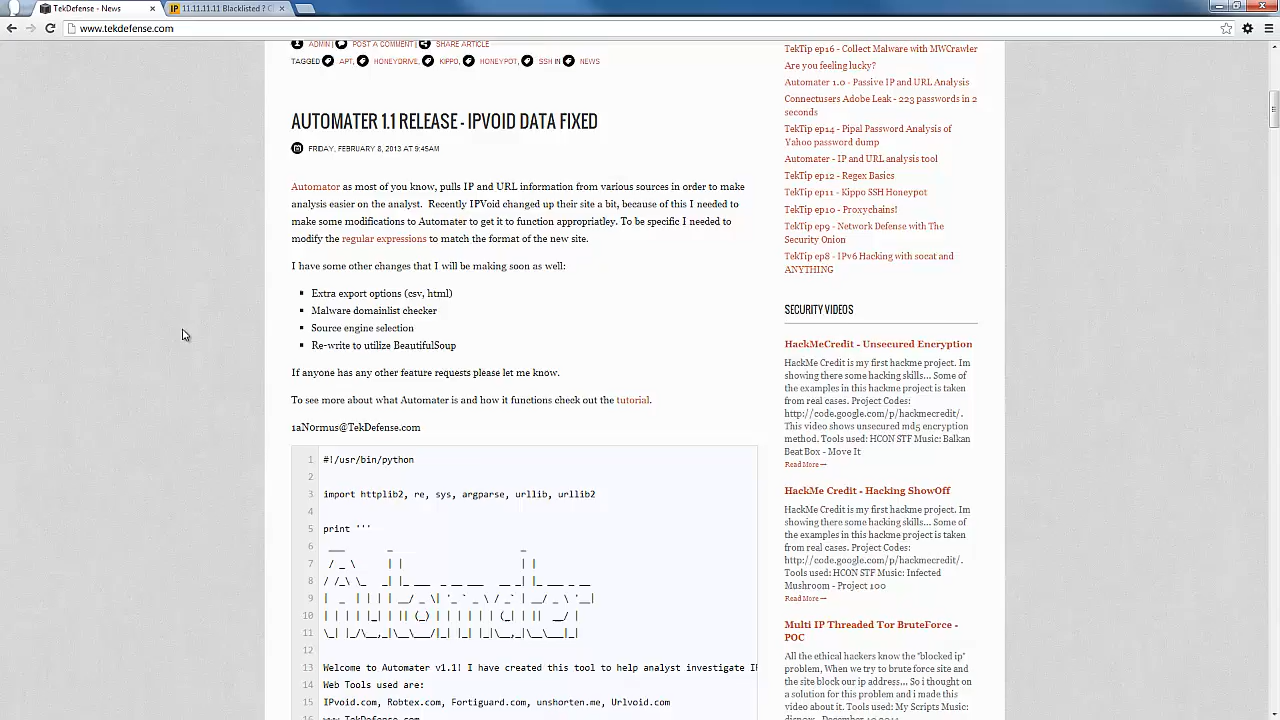 TekDefense - News
11.11.11.11 Blacklisted ? C
www.tekdefense.com
ADMIN | POST A COMMENT | SHARE ARTICLE
TAGGED APT, HONEYDRIVE, KIPPO, HONEYPOT, SSH IN NEWS
AUTOMATER 1.1 RELEASE - IPVOID DATA FIXED
FRIDAY, FEBRUARY 8, 2013 AT 9:45AM
Automator as most of you know, pulls IP and URL information from various sources in order to make
analysis easier on the analyst. Recently IPVoid changed up their site a bit, because of this I needed to
make some modifications to Automater to get it to function appropriatley. To be specific I needed to
modify the regular expressions to match the format of the new site.
I have some other changes that I will be making soon as well:
Extra export options (csv, html)
Malware domainlist checker
Source engine selection
Re-write to utilize BeautifulSoup
If anyone has any other feature requests please let me know.
To see more about what Automater is and how it functions check out the tutorial.
1aNormus@TekDefense.com
1 #!/usr/bin/python
2
3 import httplib2, re, sys, argparse, urllib, urllib2
4
5 print '''
6
7
8
9
10
11
12
13 Welcome to Automater v1.1! I have created this tool to help analyst investigate IP
14 Web Tools used are:
15 IPvoid.com, Robtex.com, Fortiguard.com, unshorten.me, Urlvoid.com
www.TekDefense.com
TekTip ep16 - Collect Malware with MWCrawler
Are you feeling lucky?
Automater 1.0 - Passive IP and URL Analysis
Connectusers Adobe Leak - 223 passwords in 2
seconds
TekTip ep14 - Pipal Password Analysis of
Yahoo password dump
Automater - IP and URL analysis tool
TekTip ep12 - Regex Basics
TekTip ep11 - Kippo SSH Honeypot
TekTip ep10 - Proxychains!
TekTip ep9 - Network Defense with The
Security Onion
TekTip ep8 - IPv6 Hacking with socat and
ANYTHING
SECURITY VIDEOS
HackMeCredit - Unsecured Encryption
HackMe Credit is my first hackme project. Im
showing there some hacking skills... Some of
the examples in this hackme project is taken
from real cases. Project Codes:
http://code.google.com/p/hackmecredit/.
This video shows unsecured md5 encryption
method. Tools used: HCON STF Music: Balkan
Beat Box - Move It
Read More →
HackMe Credit - Hacking ShowOff
HackMe Credit is my first hackme project. Im
showing there some hacking skills... Some of
the examples in this hackme project is taken
from real cases. Project Codes:
http://code.google.com/p/hackmecredit/.
Tools used: HCON STF Music: Infected
Mushroom - Project 100
Read More →
Multi IP Threaded Tor BruteForce -
POC
All the ethical hackers know the "blocked ip"
problem, When we try to brute force site and
the site block our ip address... So i thought on
a solution for this problem and i made this
video about it. Tools used: My Scripts Music: